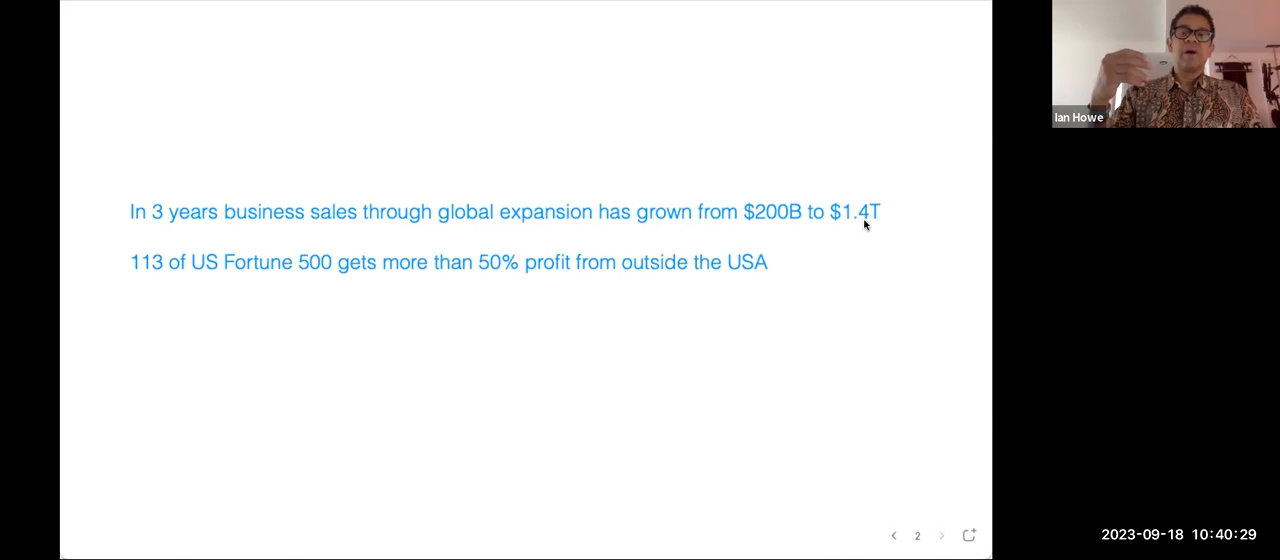 In 3 years business sales through global expansion has grown from $200B to $1.4T
113 of US Fortune 500 gets more than 50% profit from outside the USA
Ian Howe
2
2023-09-18 10:40:29